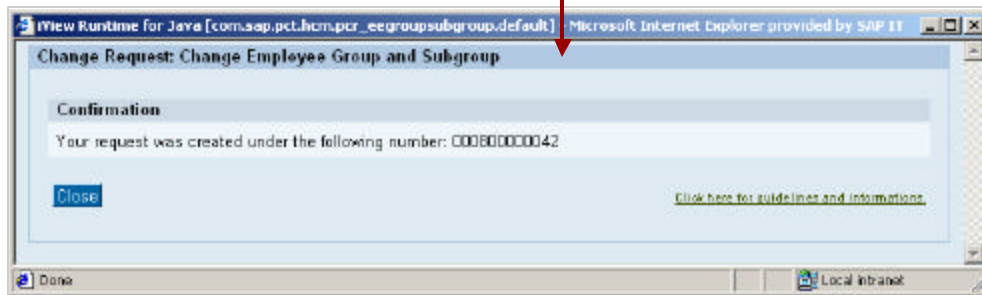 iView Runtime for Java [com.sap.pct.hcm.pcr_eegroupsubgroup.default] - Microsoft Internet Explorer provided by SAP IT
Change Request: Change Employee Group and Subgroup
Confirmation
Your request was created under the following number: 000800000042
Close
Click here for guidelines and informations.
Done
Local intranet